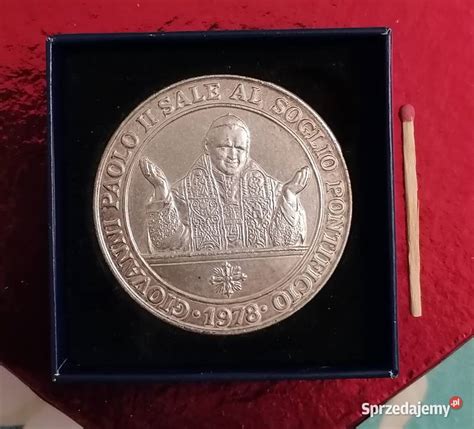 GIOVANNI PAOLO II SALE AL SOGLIO PONTIFICIO
· 1978 ·
Sprzedajemy.pl